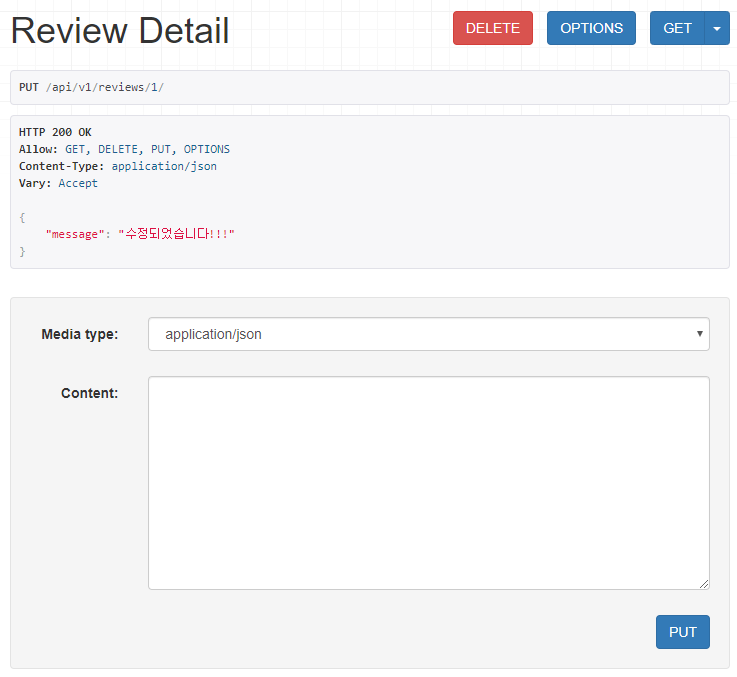 Review Detail
DELETE
OPTIONS
GET
PUT /api/v1/reviews/1/
HTTP 200 OK
Allow: GET, DELETE, PUT, OPTIONS
Content-Type: application/json
Vary: Accept
{
"message": "수정되었습니다!!!"
}
Media type:
application/json
Content:
PUT